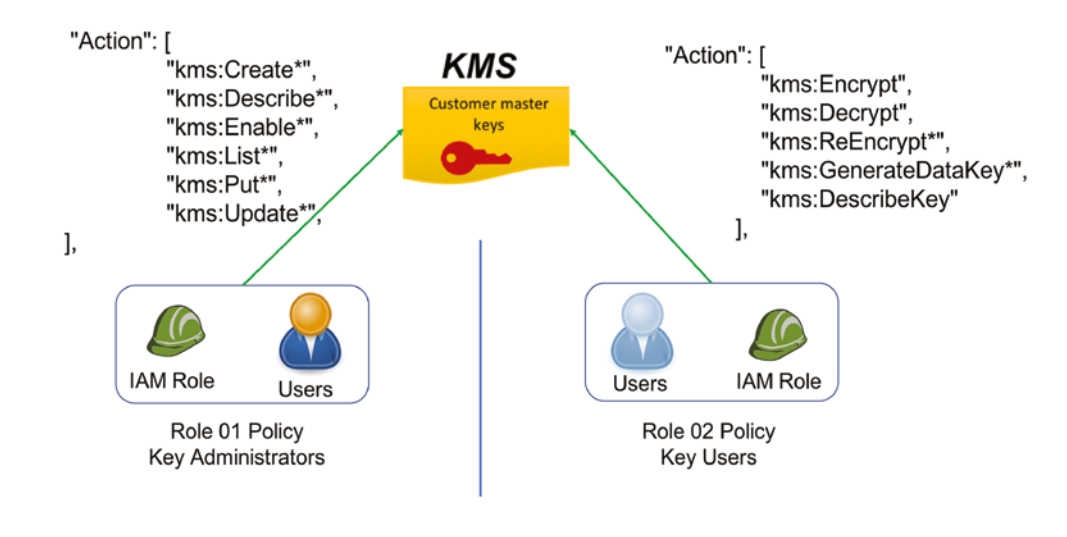 "Action": [
"kms:Create*",
"kms:Describe*",
"kms:Enable*",
"kms:List*",
"kms:Put*",
"kms:Update*",
],
KMS
Customer master
keys
"Action": [
"kms:Encrypt",
"kms:Decrypt",
"kms:ReEncrypt*",
"kms:GenerateDataKey*",
"kms:DescribeKey"
],
IAM Role
Users
Role 01 Policy
Key Administrators
Users
IAM Role
Role 02 Policy
Key Users